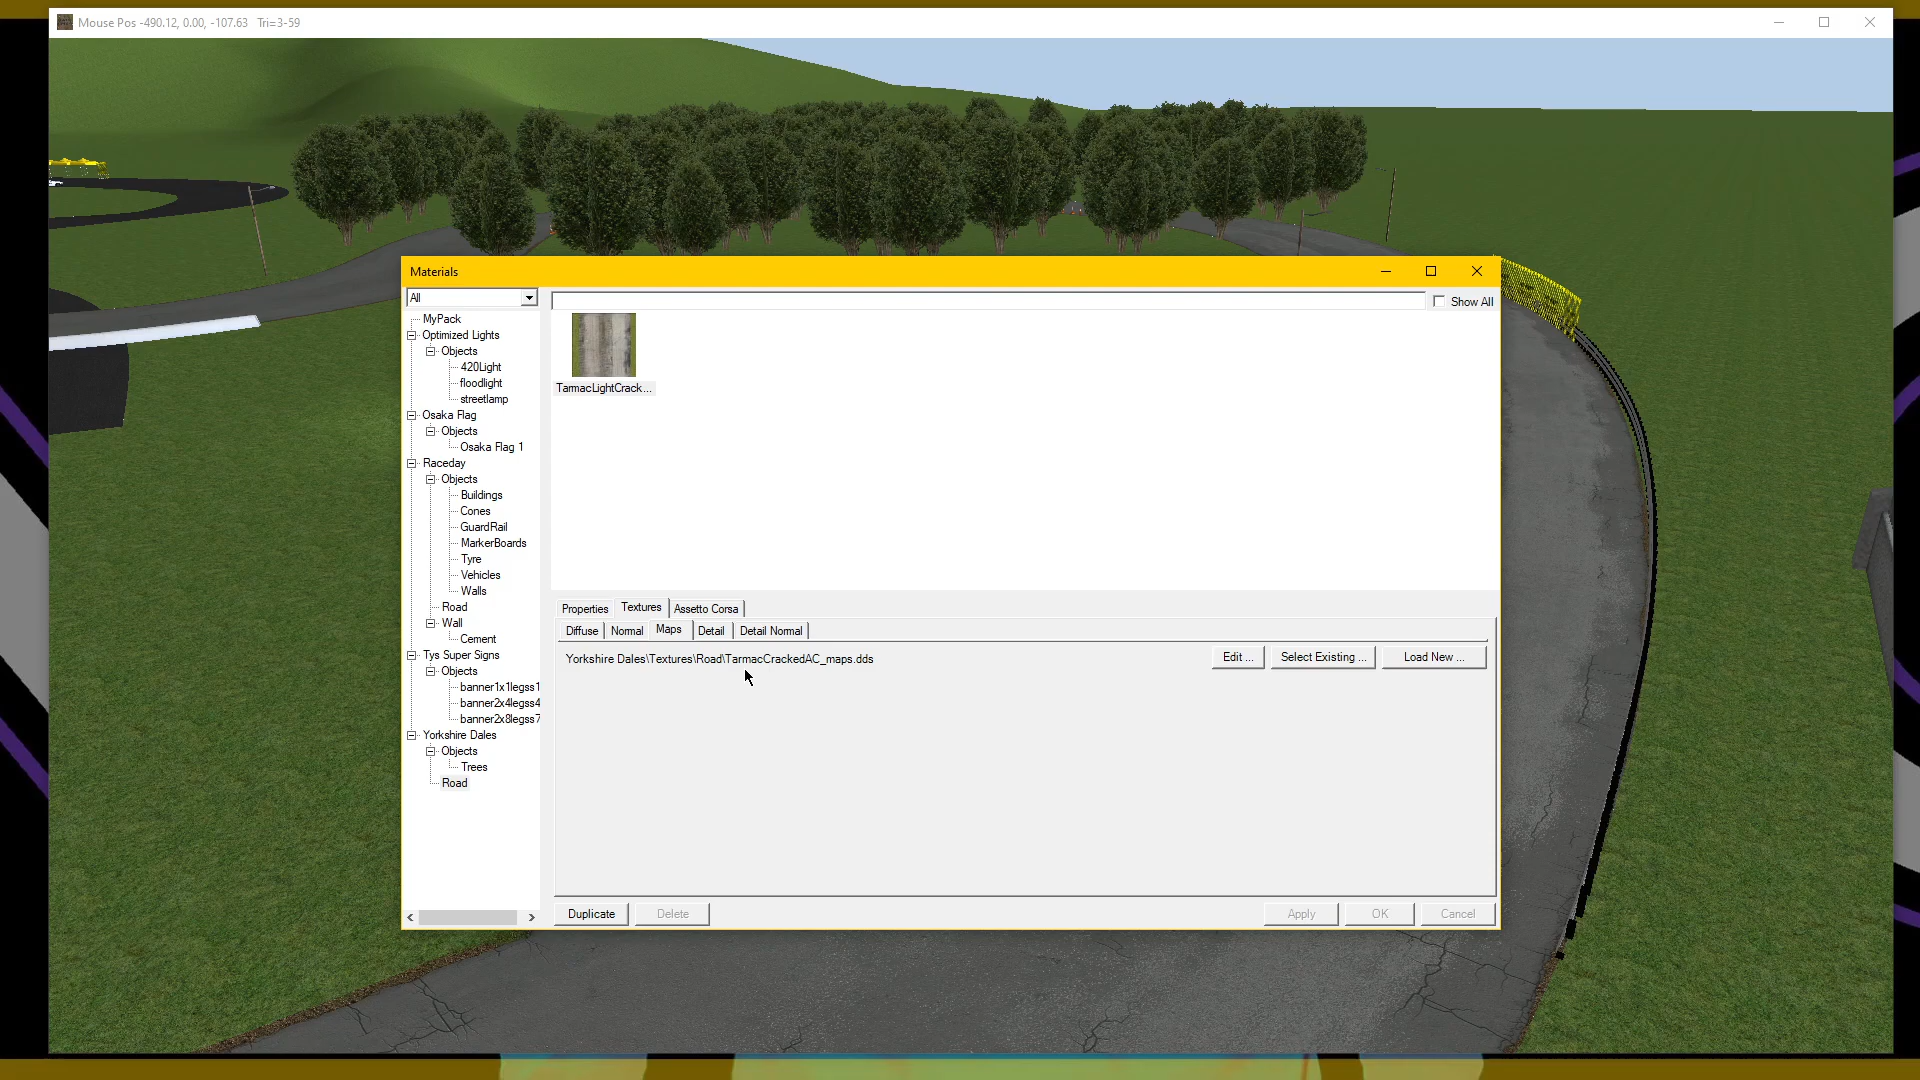 Mouse Pos -490.12, 0.00, -107.63   Tri=3-59
Materials
All
Show All
MyPack
Optimized Lights
Objects
420Light
floodlight
streetlamp
Osaka Flag
Objects
Osaka Flag 1
Raceday
Objects
Buildings
Cones
GuardRail
MarkerBoards
Tyre
Vehicles
Walls
Road
Wall
Cement
Tys Super Signs
Objects
banner1x1legss1
banner2x4legss4
banner2x8legss7
Yorkshire Dales
Objects
Trees
Road
TarmacLightCrack...
Properties Textures Assetto Corsa
Diffuse Normal Maps Detail Detail Normal
Yorkshire Dales\Textures\Road\TarmacCrackedAC_maps.dds Edit ... Select Existing ... Load New ...
Duplicate Delete Apply OK Cancel